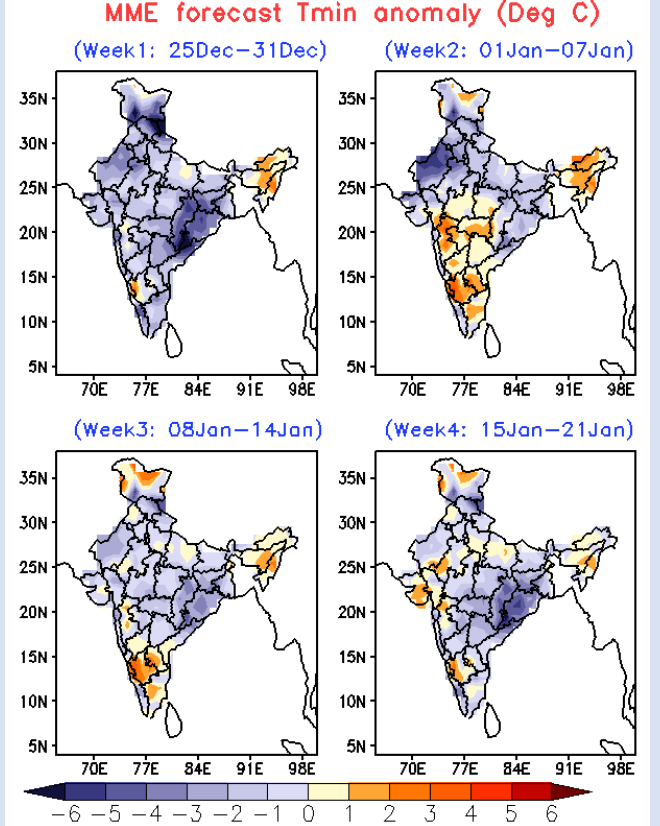 MME forecast Tmin anomaly (Deg C)
(Week1: 25Dec−31Dec) (Week2: 01Jan−07Jan)
35N 35N
30N 30N
25N 25N
20N 20N
15N 15N
10N 10N
5N 5N
70E 77E 84E 91E 98E 70E 77E 84E 91E 98E
(Week3: 08Jan−14Jan) (Week4: 15Jan−21Jan)
35N 35N
30N 30N
25N 25N
20N 20N
15N 15N
10N 10N
5N 5N
70E 77E 84E 91E 98E 70E 77E 84E 91E 98E
−6 −5 −4 −3 −2 −1 0 1 2 3 4 5 6